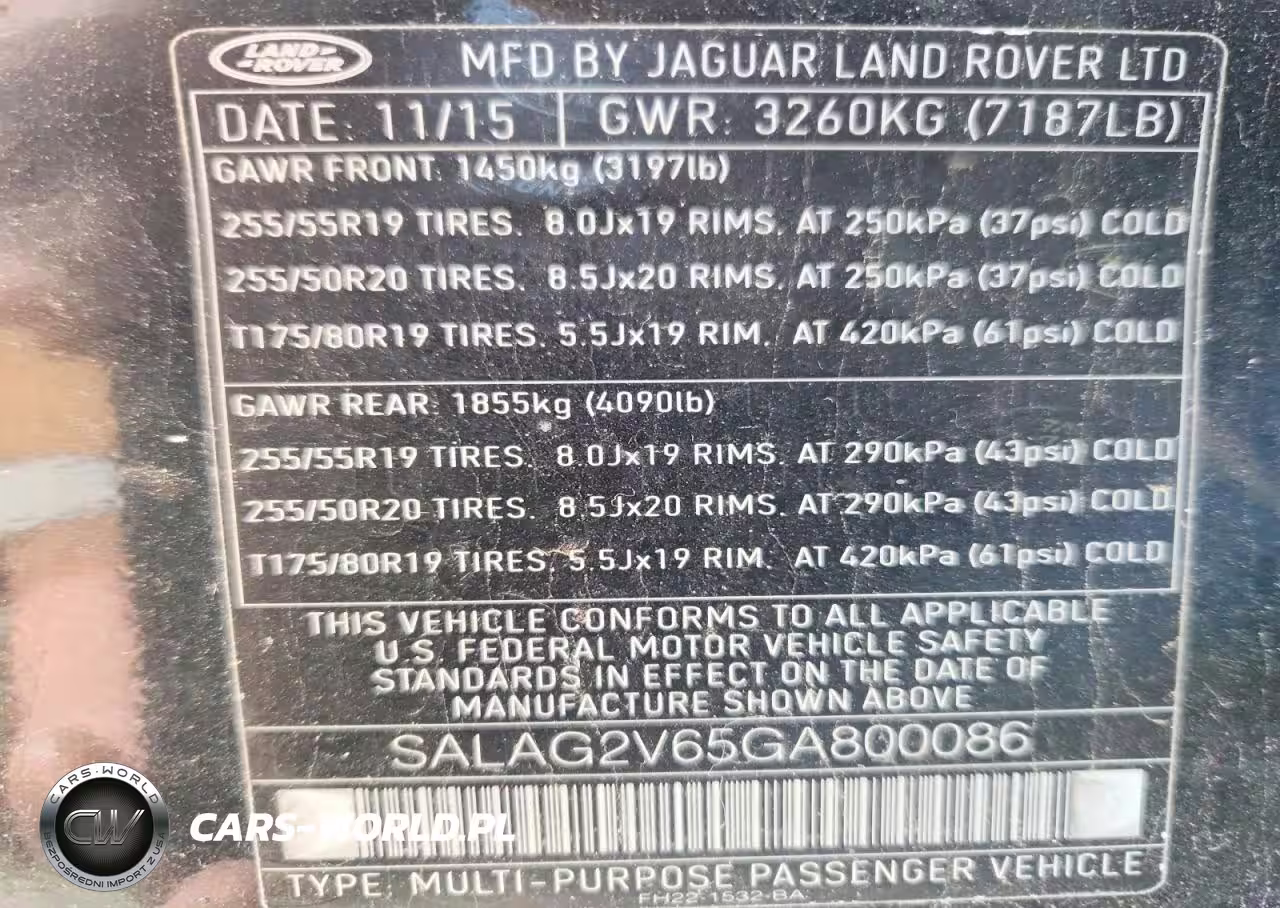 LAND- -ROVER MFD BY JAGUAR LAND ROVER LTD
DATE: 11/15 GWR: 3260KG (7187LB)
GAWR FRONT: 1450kg (3197lb)
255/55R19 TIRES. 8.0Jx19 RIMS. AT 250kPa (37psi) COLD
255/50R20 TIRES. 8.5Jx20 RIMS. AT 250kPa (37psi) COLD
T175/80R19 TIRES. 5.5Jx19 RIM. AT 420kPa (61psi) COLD
GAWR REAR: 1855kg (4090lb)
255/55R19 TIRES. 8.0Jx19 RIMS. AT 290kPa (43psi) COLD
255/50R20 TIRES. 8.5Jx20 RIMS. AT 290kPa (43psi) COLD
T175/80R19 TIRES. 5.5Jx19 RIM. AT 420kPa (61psi) COLD
THIS VEHICLE CONFORMS TO ALL APPLICABLE
U.S. FEDERAL MOTOR VEHICLE SAFETY
STANDARDS IN EFFECT ON THE DATE OF
MANUFACTURE SHOWN ABOVE
SALAG2V65GA800086
TYPE: MULTI-PURPOSE PASSENGER VEHICLE
FH22 1532-BA
CARS-WORLD
CW
BEZPOŚREDNI IMPORT Z USA
CARS-WORLD.PL